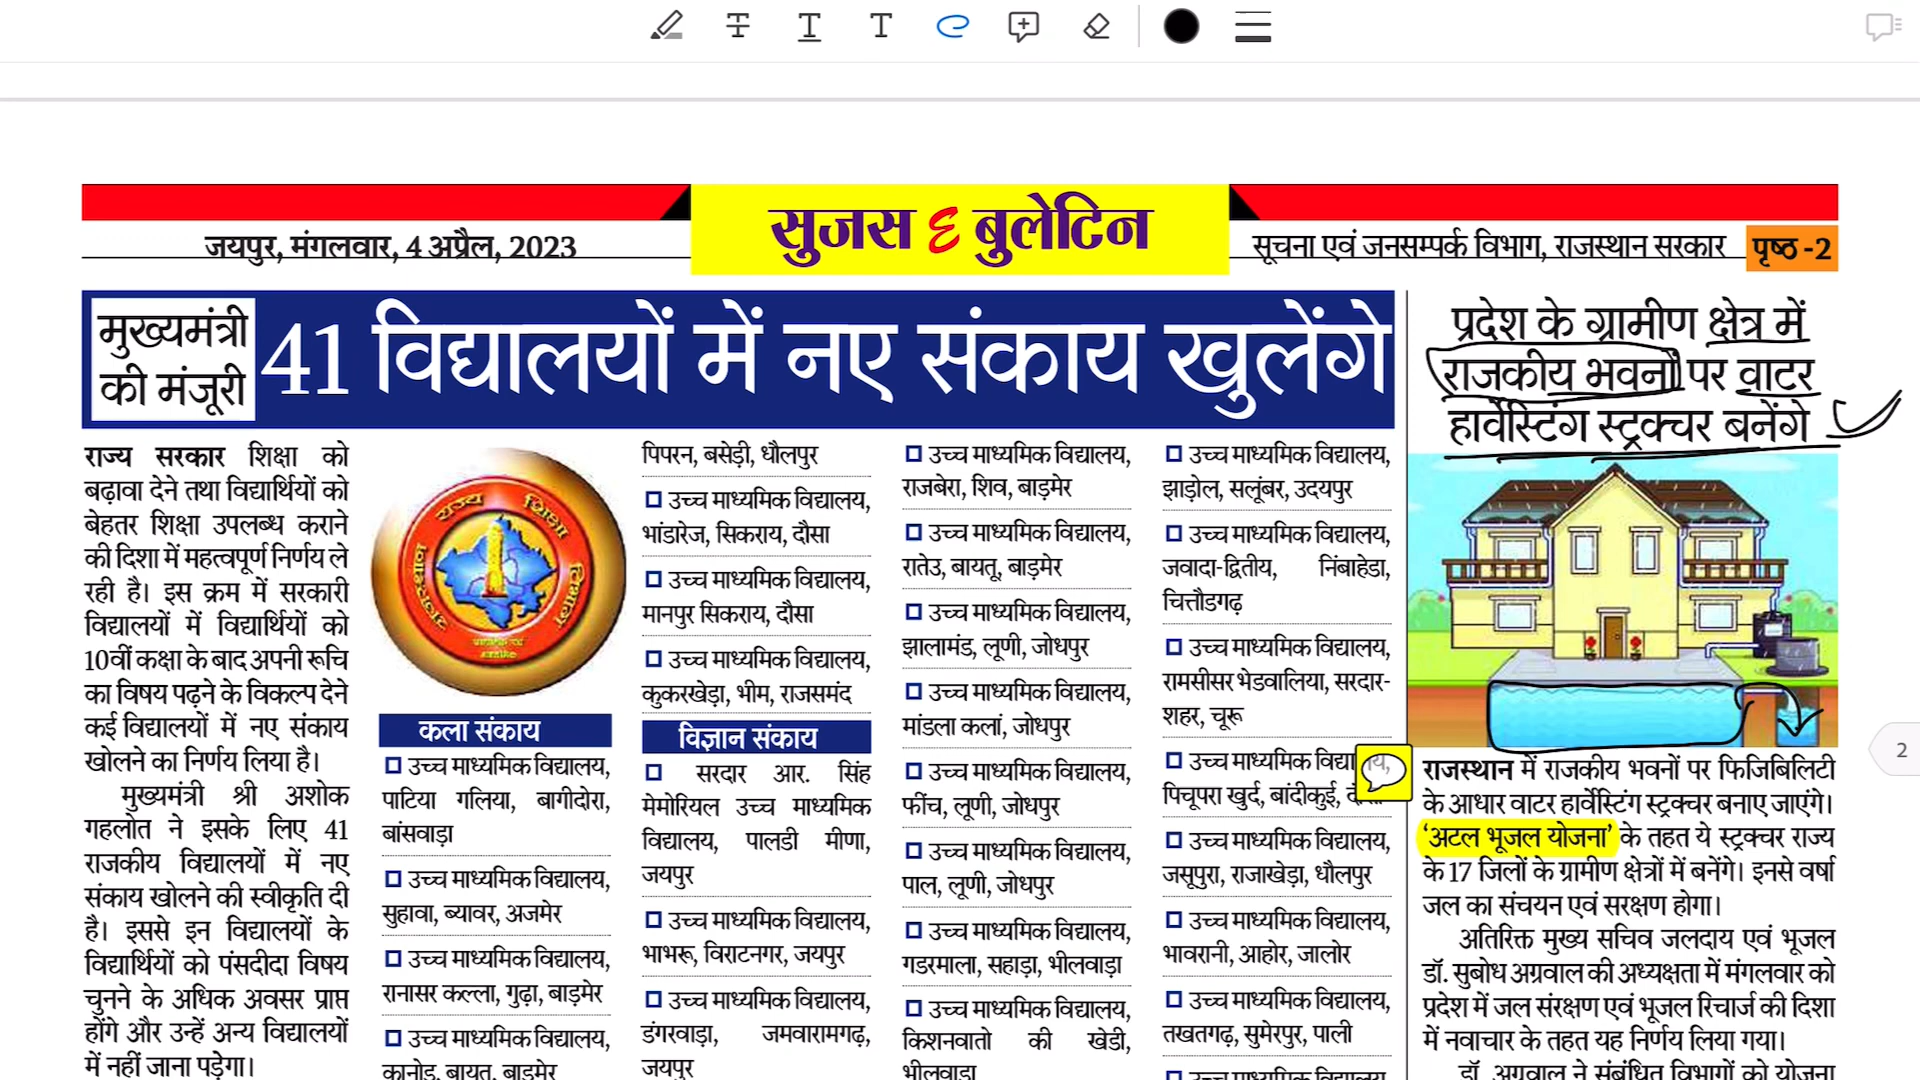 जयपुर, मंगलवार, 4 अप्रैल, 2023
सुजस e बुलेटिन
सूचना एवं जनसम्पर्क विभाग, राजस्थान सरकार
पृष्ठ -2
मुख्यमंत्री
की मंजूरी
41 विद्यालयों में नए संकाय खुलेंगे
राज्य सरकार शिक्षा को
बढ़ावा देने तथा विद्यार्थियों को
बेहतर शिक्षा उपलब्ध कराने
की दिशा में महत्वपूर्ण निर्णय ले
रही है। इस क्रम में सरकारी
विद्यालयों में विद्यार्थियों को
10वीं कक्षा के बाद अपनी रूचि
का विषय पढ़ने के विकल्प देने
कई विद्यालयों में नए संकाय
खोलने का निर्णय लिया है।
मुख्यमंत्री श्री अशोक
गहलोत ने इसके लिए 41
राजकीय विद्यालयों में नए
संकाय खोलने की स्वीकृति दी
है। इससे इन विद्यालयों के
विद्यार्थियों को पंसदीदा विषय
चुनने के अधिक अवसर प्राप्त
होंगे और उन्हें अन्य विद्यालयों
में नहीं जाना पड़ेगा।
राज्य शिक्षा
कला संकाय
उच्च माध्यमिक विद्यालय,
पाटिया गलिया, बागीदोरा,
बांसवाड़ा
उच्च माध्यमिक विद्यालय,
सुहावा, ब्यावर, अजमेर
उच्च माध्यमिक विद्यालय,
रानासर कल्ला, गुढ़ा, बाड़मेर
उच्च माध्यमिक विद्यालय,
कानोड, बायतु, बाड़मेर
पिपरन, बसेड़ी, धौलपुर
उच्च माध्यमिक विद्यालय,
भांडारेज, सिकराय, दौसा
उच्च माध्यमिक विद्यालय,
मानपुर सिकराय, दौसा
उच्च माध्यमिक विद्यालय,
कुकरखेड़ा, भीम, राजसमंद
विज्ञान संकाय
सरदार आर. सिंह
मेमोरियल उच्च माध्यमिक
विद्यालय, पालडी मीणा,
जयपुर
उच्च माध्यमिक विद्यालय,
भाभरू, विराटनगर, जयपुर
उच्च माध्यमिक विद्यालय,
डंगरवाड़ा, जमवारामगढ़,
जयपुर
उच्च माध्यमिक विद्यालय,
राजबेरा, शिव, बाड़मेर
उच्च माध्यमिक विद्यालय,
रातेउ, बायतू, बाड़मेर
उच्च माध्यमिक विद्यालय,
झालामंड, लूणी, जोधपुर
उच्च माध्यमिक विद्यालय,
मांडला कलां, जोधपुर
उच्च माध्यमिक विद्यालय,
फींच, लूणी, जोधपुर
उच्च माध्यमिक विद्यालय,
पाल, लूणी, जोधपुर
उच्च माध्यमिक विद्यालय,
गडरमाला, सहाड़ा, भीलवाड़ा
उच्च माध्यमिक विद्यालय,
किशनवातो की खेडी,
भीलवाड़ा
उच्च माध्यमिक विद्यालय,
झाड़ोल, सलूंबर, उदयपुर
उच्च माध्यमिक विद्यालय,
जवादा-द्वितीय, निंबाहेडा,
चित्तौडगढ़
उच्च माध्यमिक विद्यालय,
रामसीसर भेडवालिया, सरदार-
शहर, चूरू
उच्च माध्यमिक विद्यालय,
पिचूपरा खुर्द, बांदीकुई, दौसा
उच्च माध्यमिक विद्यालय,
जसूपुरा, राजाखेड़ा, धौलपुर
उच्च माध्यमिक विद्यालय,
भावरानी, आहोर, जालोर
उच्च माध्यमिक विद्यालय,
तखतगढ़, सुमेरपुर, पाली
प्रदेश के ग्रामीण क्षेत्र में
राजकीय भवनों पर वाटर
हार्वेस्टिंग स्ट्रक्चर बनेंगे
राजस्थान में राजकीय भवनों पर फिजिबिलिटी
के आधार वाटर हार्वेस्टिंग स्ट्रक्चर बनाए जाएंगे।
‘अटल भूजल योजना’ के तहत ये स्ट्रक्चर राज्य
के 17 जिलों के ग्रामीण क्षेत्रों में बनेंगे। इनसे वर्षा
जल का संचयन एवं सरक्षण होगा।
अतिरिक्त मुख्य सचिव जलदाय एवं भूजल
डॉ. सुबोध अग्रवाल की अध्यक्षता में मंगलवार को
प्रदेश में जल संरक्षण एवं भूजल रिचार्ज की दिशा
में नवाचार के तहत यह निर्णय लिया गया।
डॉ. अग्रवाल ने संबंधित विभागों को योजना
2